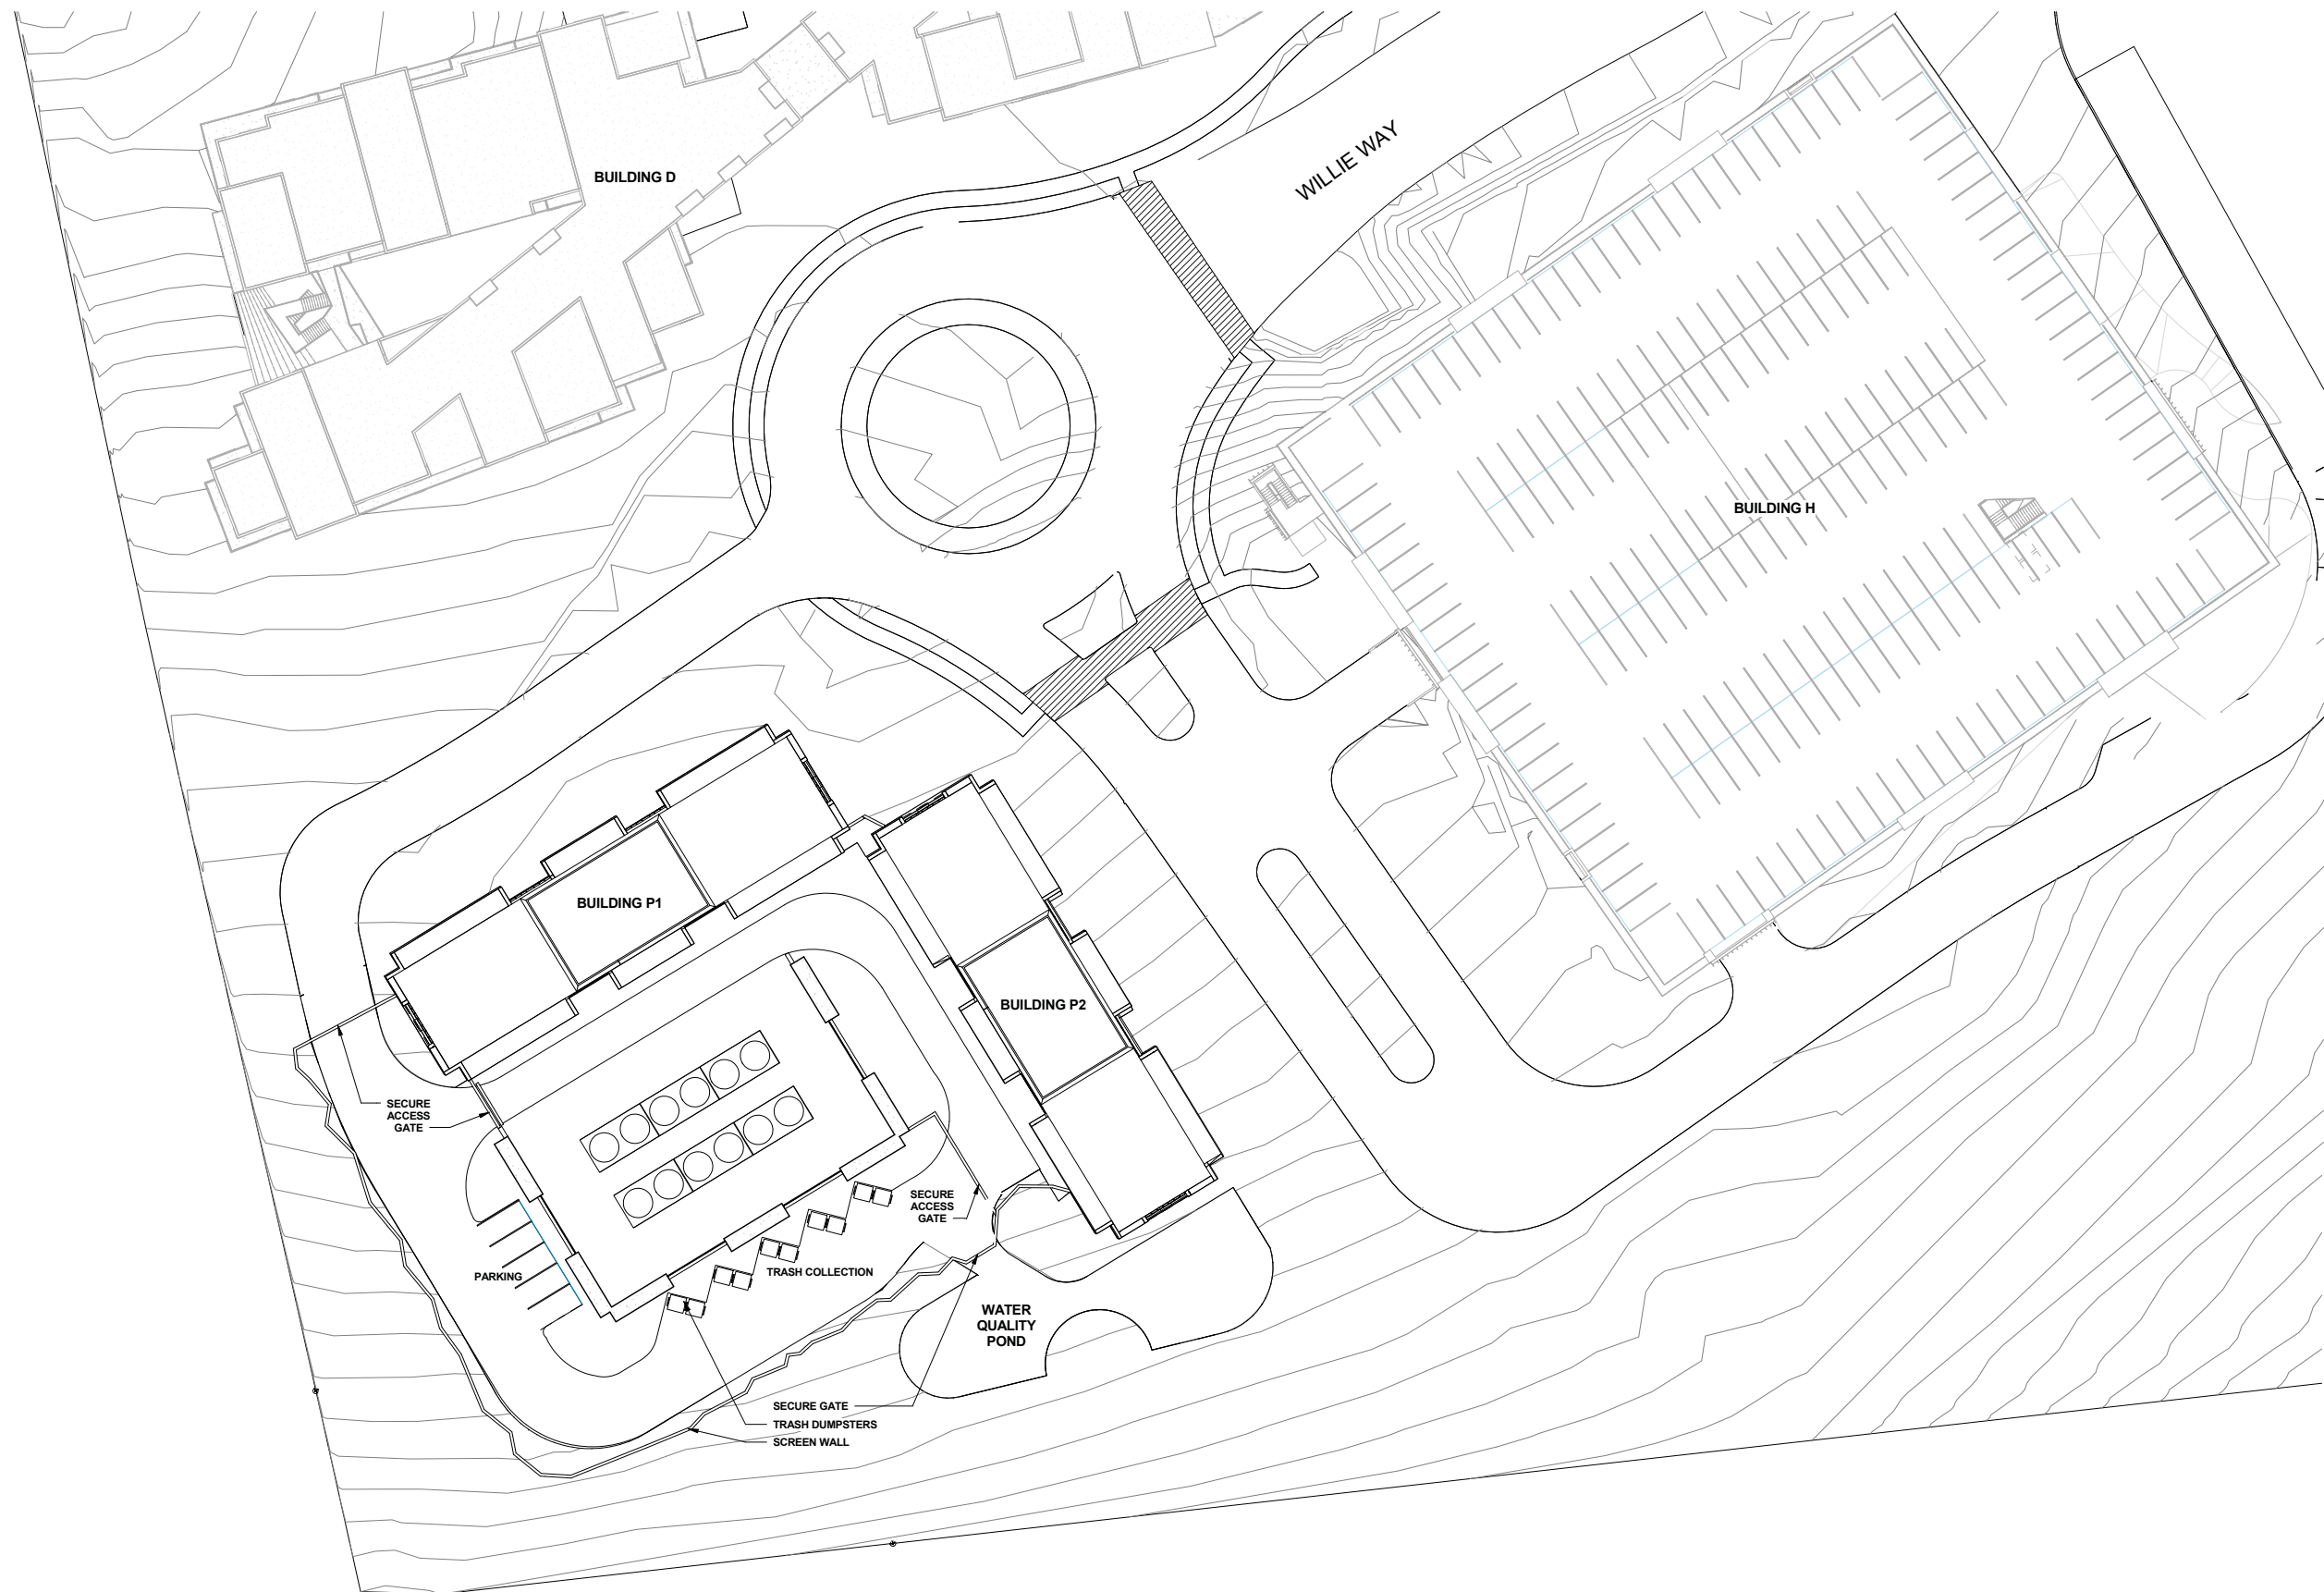 WILLIE WAY
BUILDING D
BUILDING H
BUILDING P1
BUILDING P2
SECURE
ACCESS
GATE
SECURE
ACCESS
GATE
PARKING
TRASH COLLECTION
WATER
QUALITY
POND
SECURE GATE
TRASH DUMPSTERS
SCREEN WALL